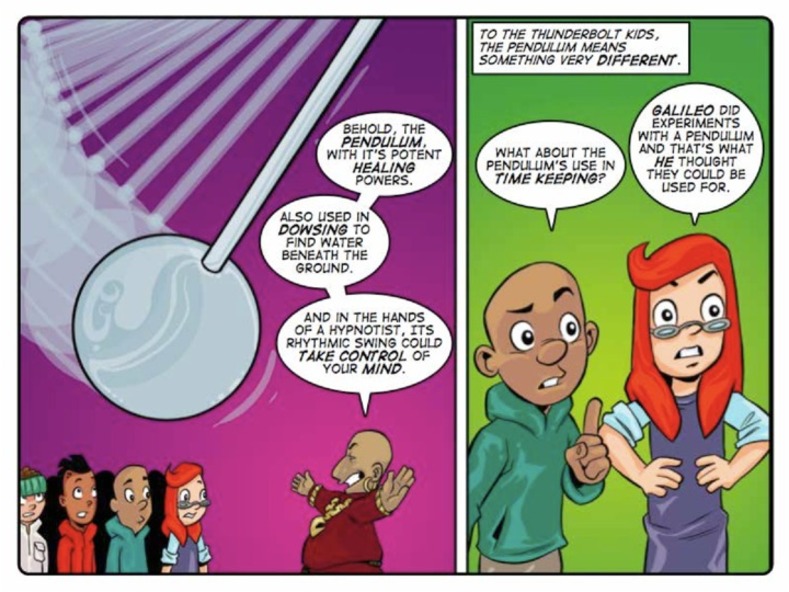 BEHOLD, THE
PENDULUM,
WITH IT'S POTENT
HEALING
POWERS.
ALSO USED IN
DOWSING TO
FIND WATER
BENEATH THE
GROUND.
AND IN THE HANDS
OF A HYPNOTIST, ITS
RHYTHMIC SWING COULD
TAKE CONTROL OF
YOUR MIND.
TO THE THUNDERBOLT KIDS,
THE PENDULUM MEANS
SOMETHING VERY DIFFERENT.
WHAT ABOUT THE
PENDULUM'S USE IN
TIME KEEPING?
GALILEO DID
EXPERIMENTS
WITH A PENDULUM
AND THAT'S WHAT
HE THOUGHT
THEY COULD BE
USED FOR.